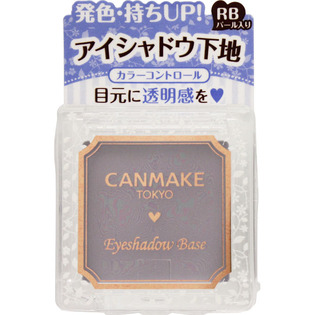 発色・持ちUP!
RB
パール入り
アイシャドウ下地
カラーコントロール
目元に透明感を♥
CANMAKE
TOKYO
Eyeshadow Base